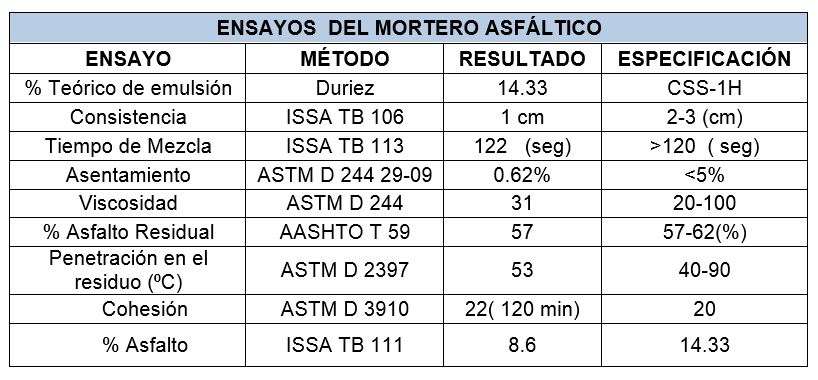 ENSAYOS DEL MORTERO ASFÁLTICO
ENSAYO MÉTODO RESULTADO ESPECIFICACIÓN
% Teórico de emulsión Duriez 14.33 CSS-1H
Consistencia ISSA TB 106 1 cm 2-3 (cm)
Tiempo de Mezcla ISSA TB 113 122 (seg) >120 ( seg)
Asentamiento ASTM D 244 29-09 0.62% <5%
Viscosidad ASTM D 244 31 20-100
% Asfalto Residual AASHTO T 59 57 57-62(%)
Penetración en el
residuo (ºC) ASTM D 2397 53 40-90
Cohesión ASTM D 3910 22( 120 min) 20
% Asfalto ISSA TB 111 8.6 14.33